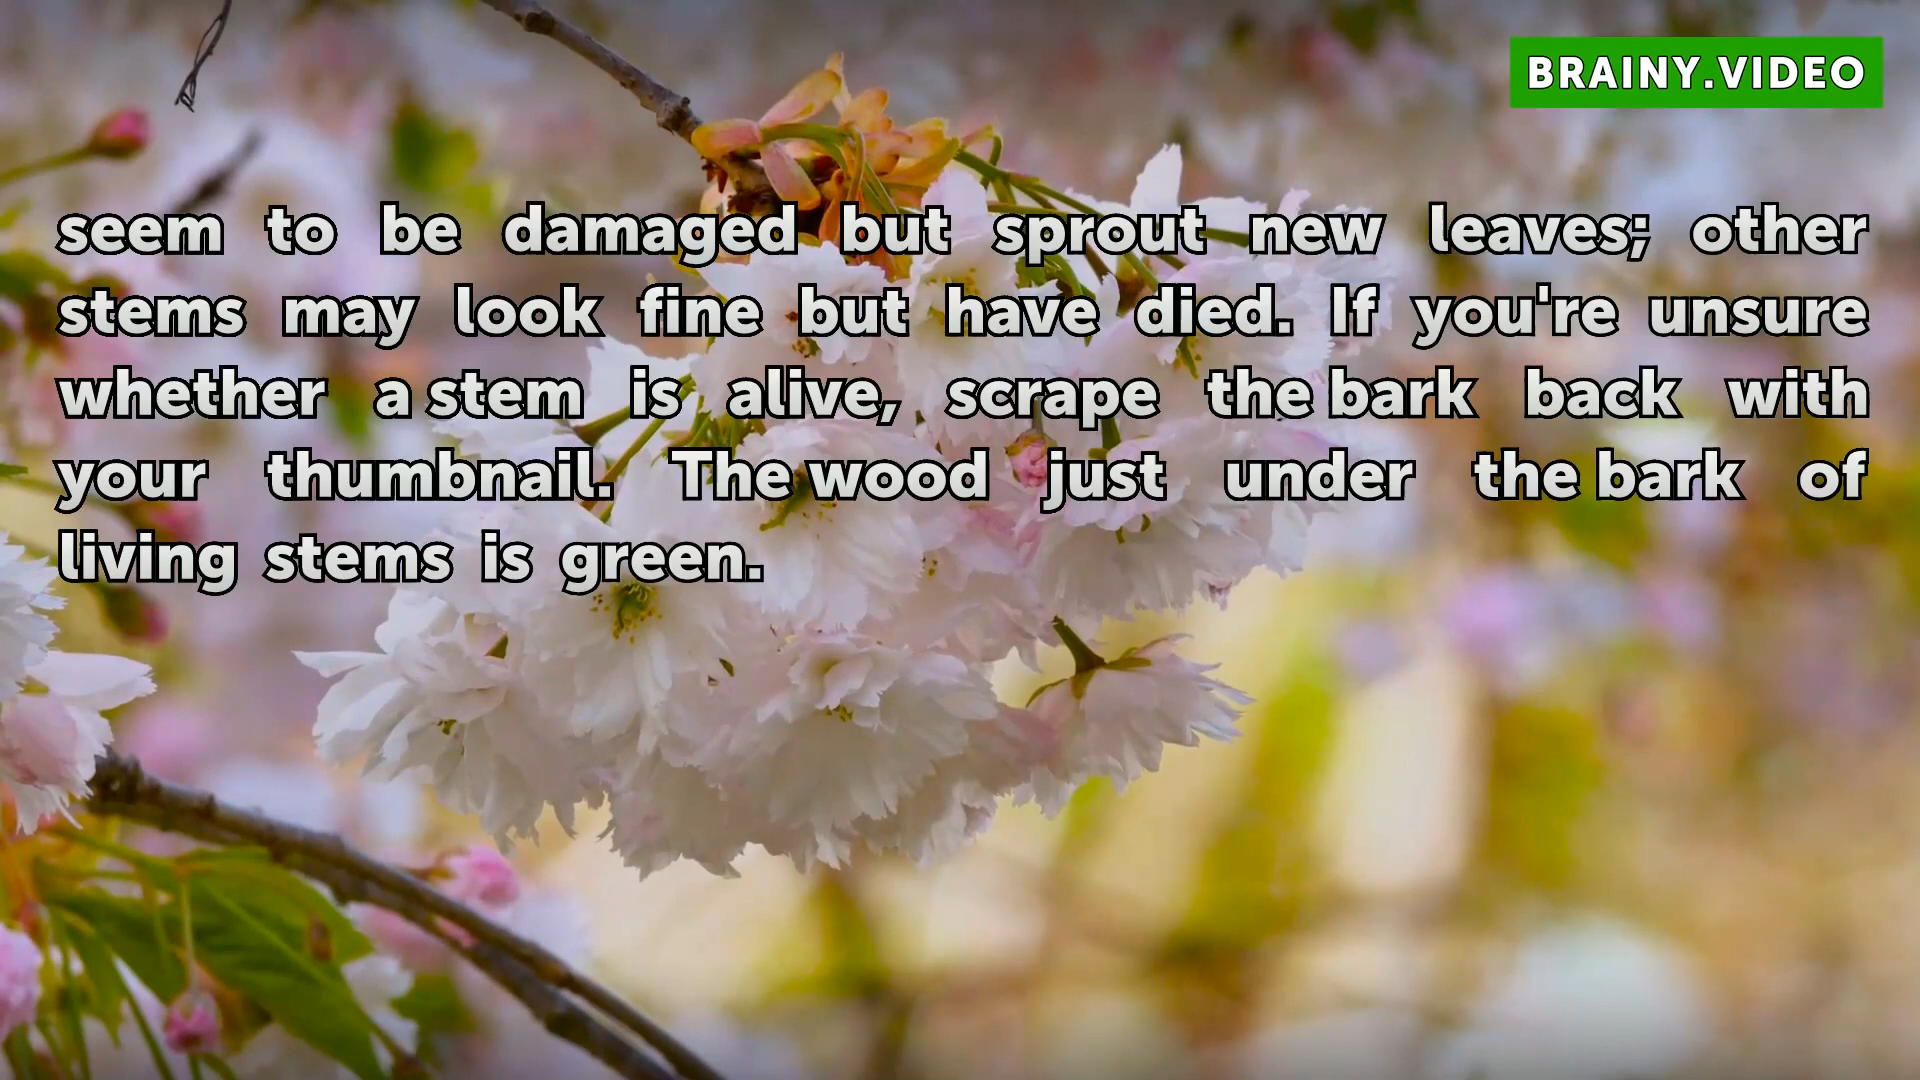 BRAINY.VIDEO
seem to be damaged but sprout new leaves; other
stems may look fine but have died. If you're unsure
whether a stem is alive, scrape the bark back with
your thumbnail. The wood just under the bark of
living stems is green.